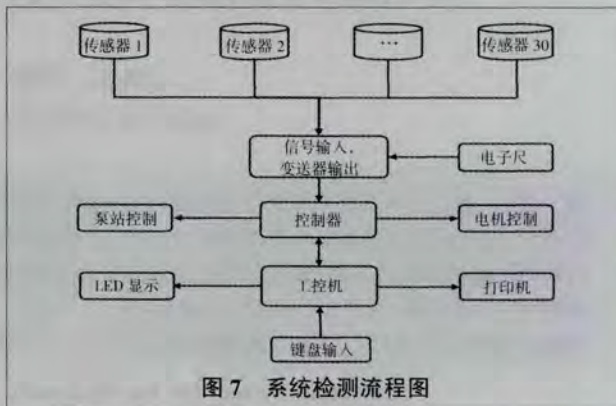 传感器 1
传感器 2
…
传感器 30
信号输入、
变送器输出
电子尺
泵站控制
控制器
电机控制
LED 显示
工控机
打印机
键盘输入
图 7 系统检测流程图